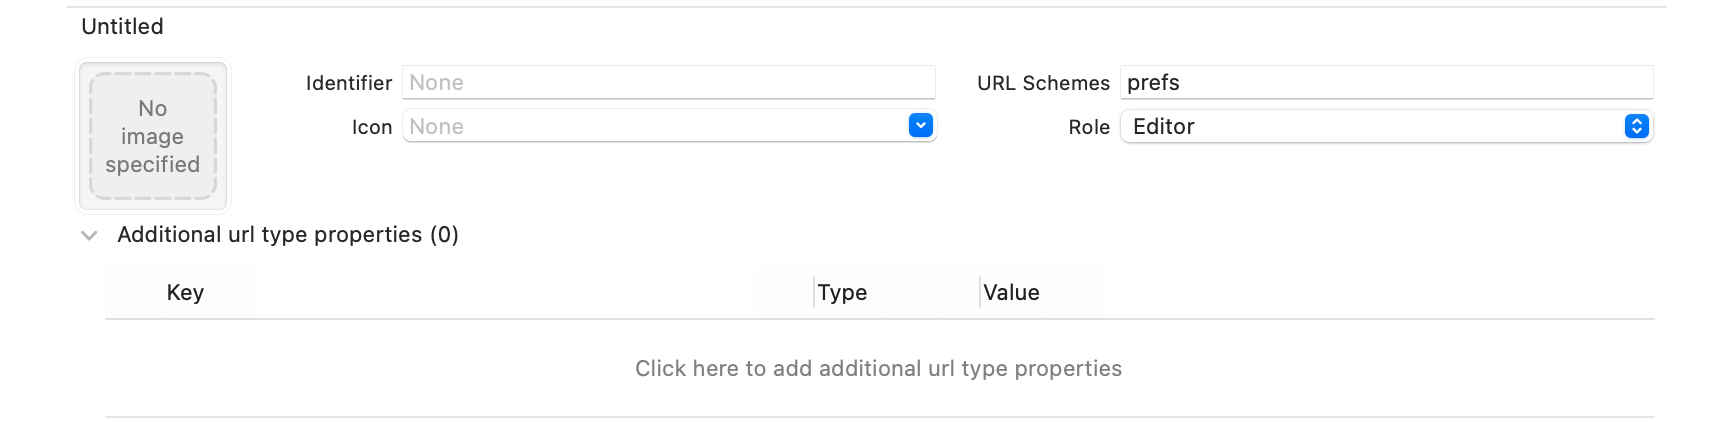 Untitled
No
image
specified
Identifier None
URL Schemes prefs
Icon None
Role Editor
Additional url type properties (0)
Key Type Value
Click here to add additional url type properties